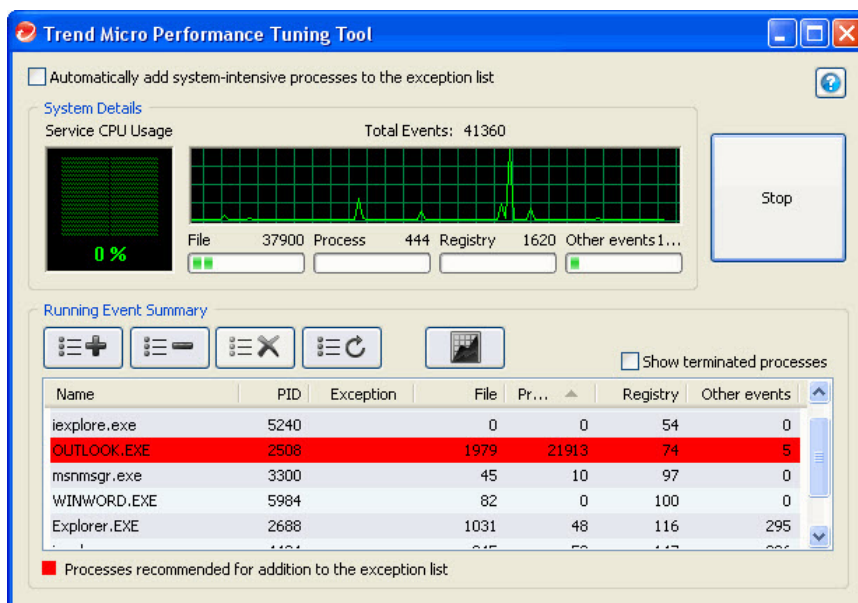 Trend Micro Performance Tuning Tool
Automatically add system-intensive processes to the exception list
System Details
Service CPU Usage
Total Events: 41360
Stop
0 %
File 37900 Process 444 Registry 1620 Other events1...
Running Event Summary
Show terminated processes
Name PID Exception File Pr... Registry Other events
iexplore.exe 5240 0 0 54 0
OUTLOOK.EXE 2508 1979 21913 74 5
msnmsgr.exe 3300 45 10 97 0
WINWORD.EXE 5984 82 0 100 0
Explorer.EXE 2688 1031 48 116 295
Processes recommended for addition to the exception list